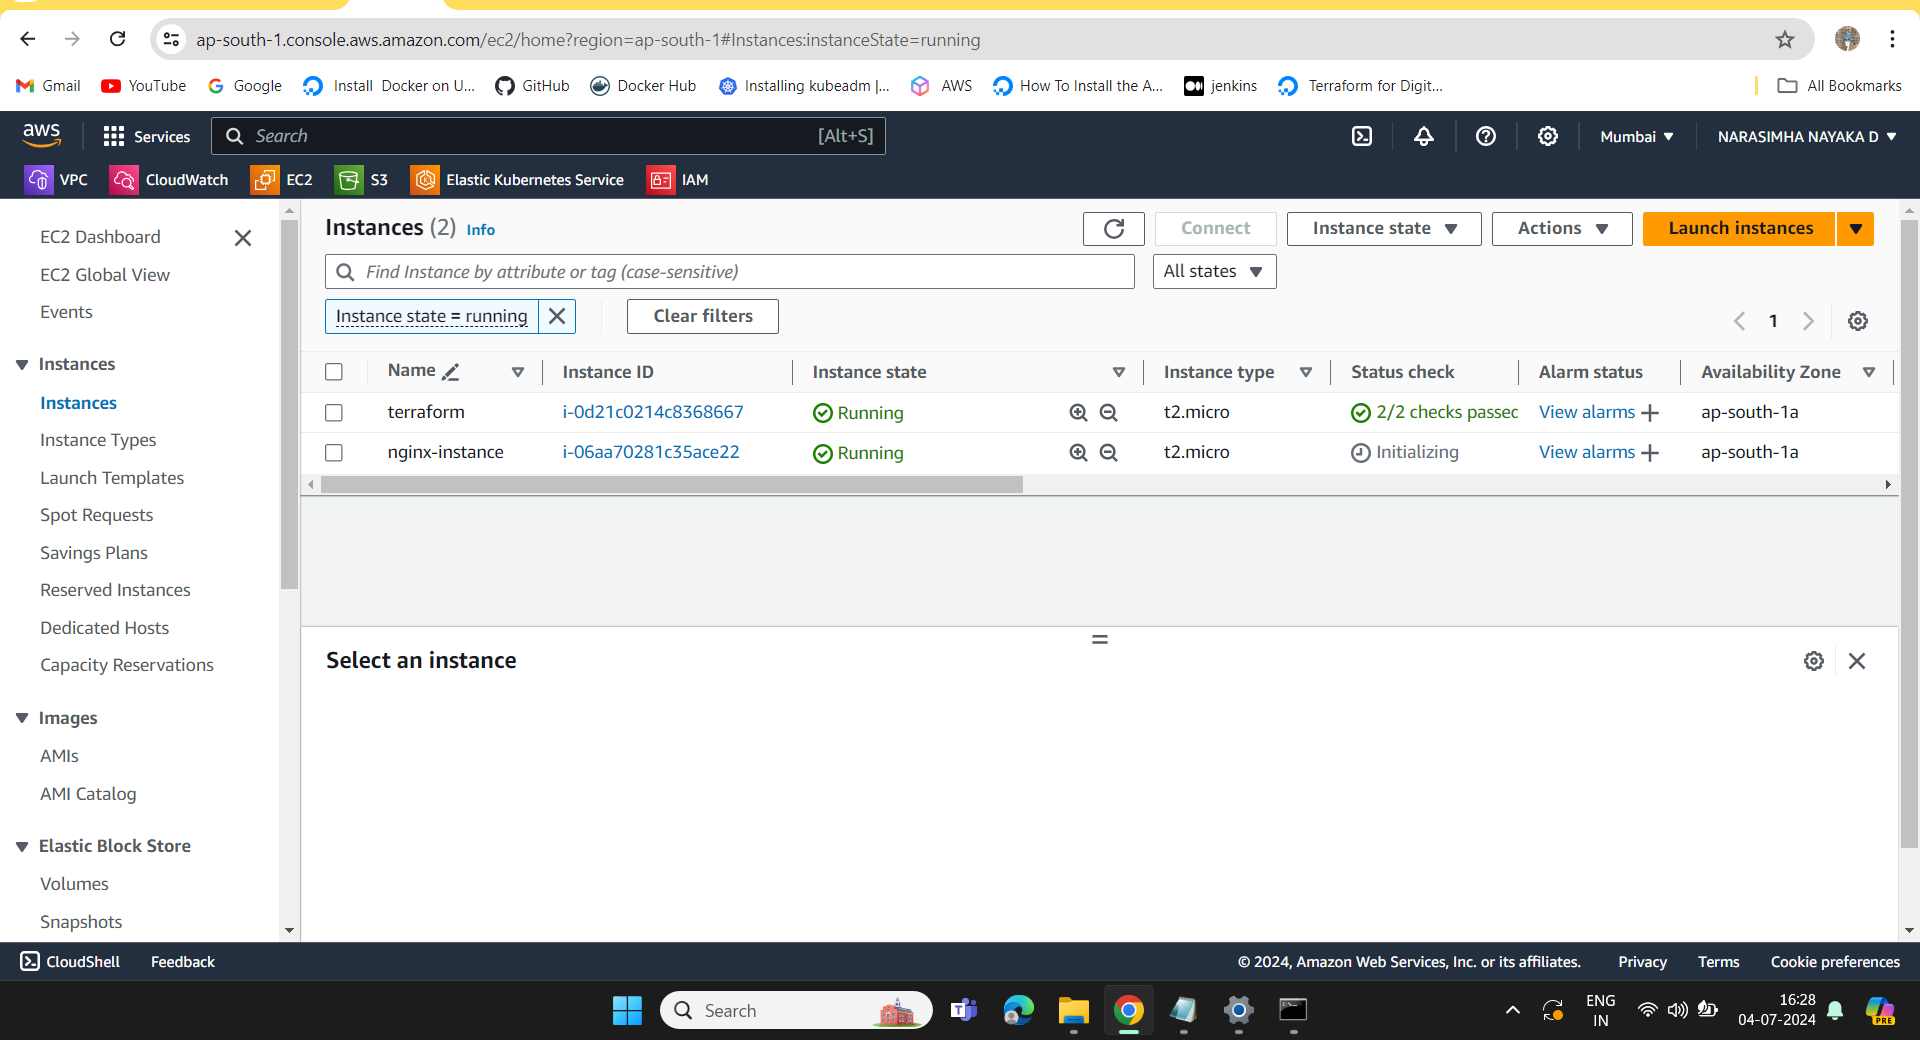 ap-south-1.console.aws.amazon.com/ec2/home?region=ap-south-1#Instances:instanceState=running
Gmail YouTube Google Install Docker on U... GitHub Docker Hub Installing kubeadm |... AWS How To Install the A... jenkins Terraform for Digit... All Bookmarks
aws Services Search [Alt+S] Mumbai NARASIMHA NAYAKA D
VPC CloudWatch EC2 S3 Elastic Kubernetes Service IAM
EC2 Dashboard
EC2 Global View
Events
Instances
Instances
Instance Types
Launch Templates
Spot Requests
Savings Plans
Reserved Instances
Dedicated Hosts
Capacity Reservations
Images
AMIs
AMI Catalog
Elastic Block Store
Volumes
Snapshots
Instances (2) Info Connect Instance state Actions Launch instances
Find Instance by attribute or tag (case-sensitive) All states
Instance state = running Clear filters 1
Name Instance ID Instance state Instance type Status check Alarm status Availability Zone
terraform i-0d21c0214c8368667 Running t2.micro 2/2 checks passec View alarms ap-south-1a
nginx-instance i-06aa70281c35ace22 Running t2.micro Initializing View alarms ap-south-1a
Select an instance
CloudShell Feedback © 2024, Amazon Web Services, Inc. or its affiliates. Privacy Terms Cookie preferences
Search ENG 16:28
IN 04-07-2024 PRE